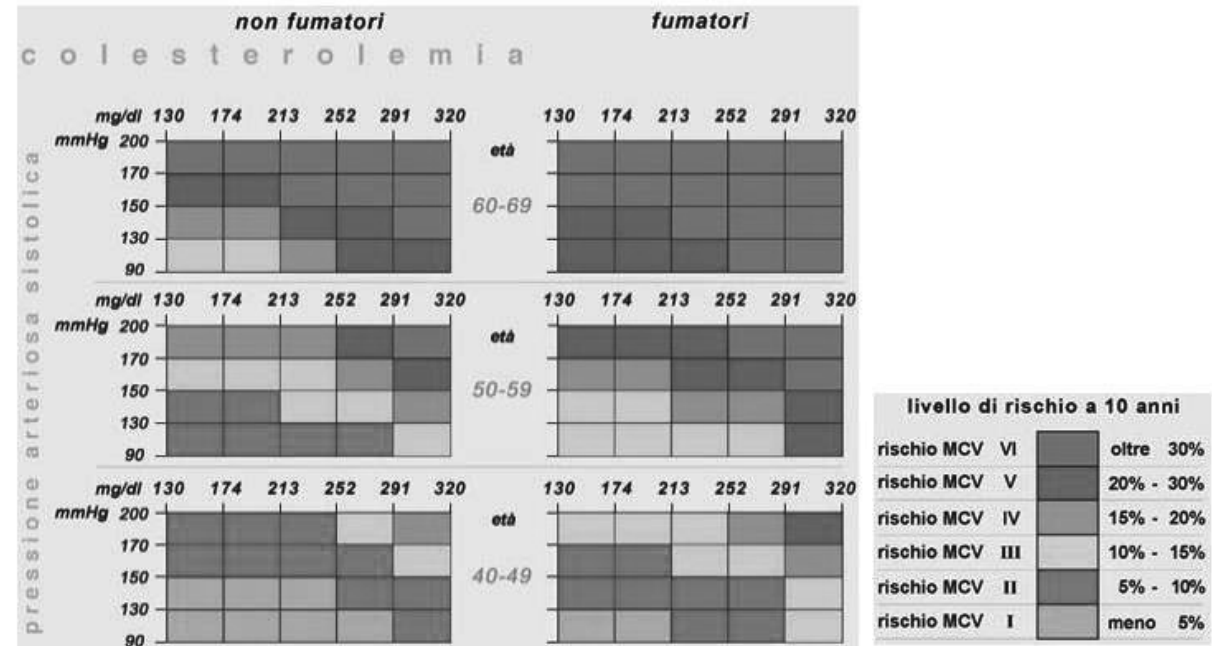 non fumatori
fumatori
colesterolemia
pressione arteriosa sistolica
mg/dl 130 174 213 252 291 320
130 174 213 252 291 320
mmHg 200
170
150
130
90
età
60-69
mg/dl 130 174 213 252 291 320
130 174 213 252 291 320
mmHg 200
170
150
130
90
età
50-59
mg/dl 130 174 213 252 291 320
130 174 213 252 291 320
mmHg 200
170
150
130
90
età
40-49
livello di rischio a 10 anni
rischio MCV VI oltre 30%
rischio MCV V 20% - 30%
rischio MCV IV 15% - 20%
rischio MCV III 10% - 15%
rischio MCV II 5% - 10%
rischio MCV I meno 5%